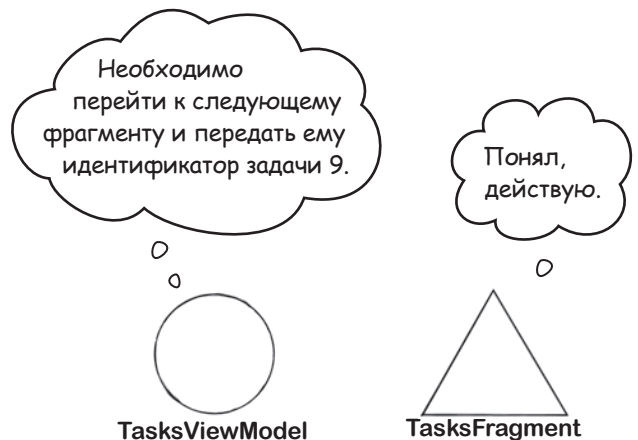 Необходимо
перейти к следующему
фрагменту и передать ему
идентификатор задачи 9.
Понял,
действую.
TasksViewModel
TasksFragment